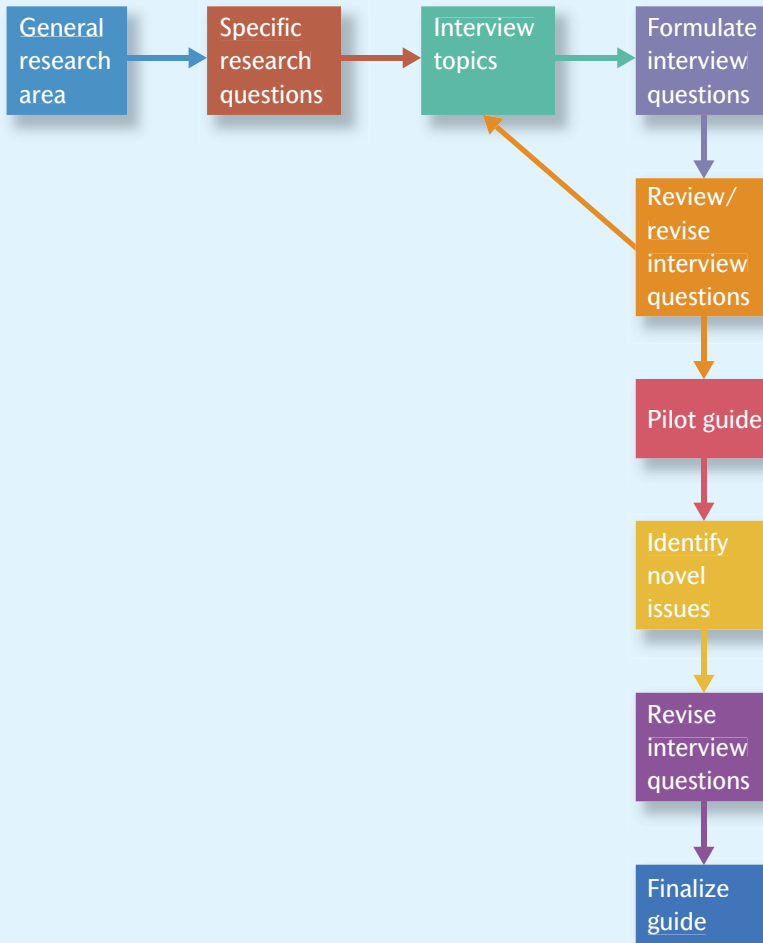 General
research
area
Specific
research
questions
Interview
topics
Formulate
interview
questions
Review/
revise
interview
questions
Pilot guide
Identify
novel
issues
Revise
interview
questions
Finalize
guide